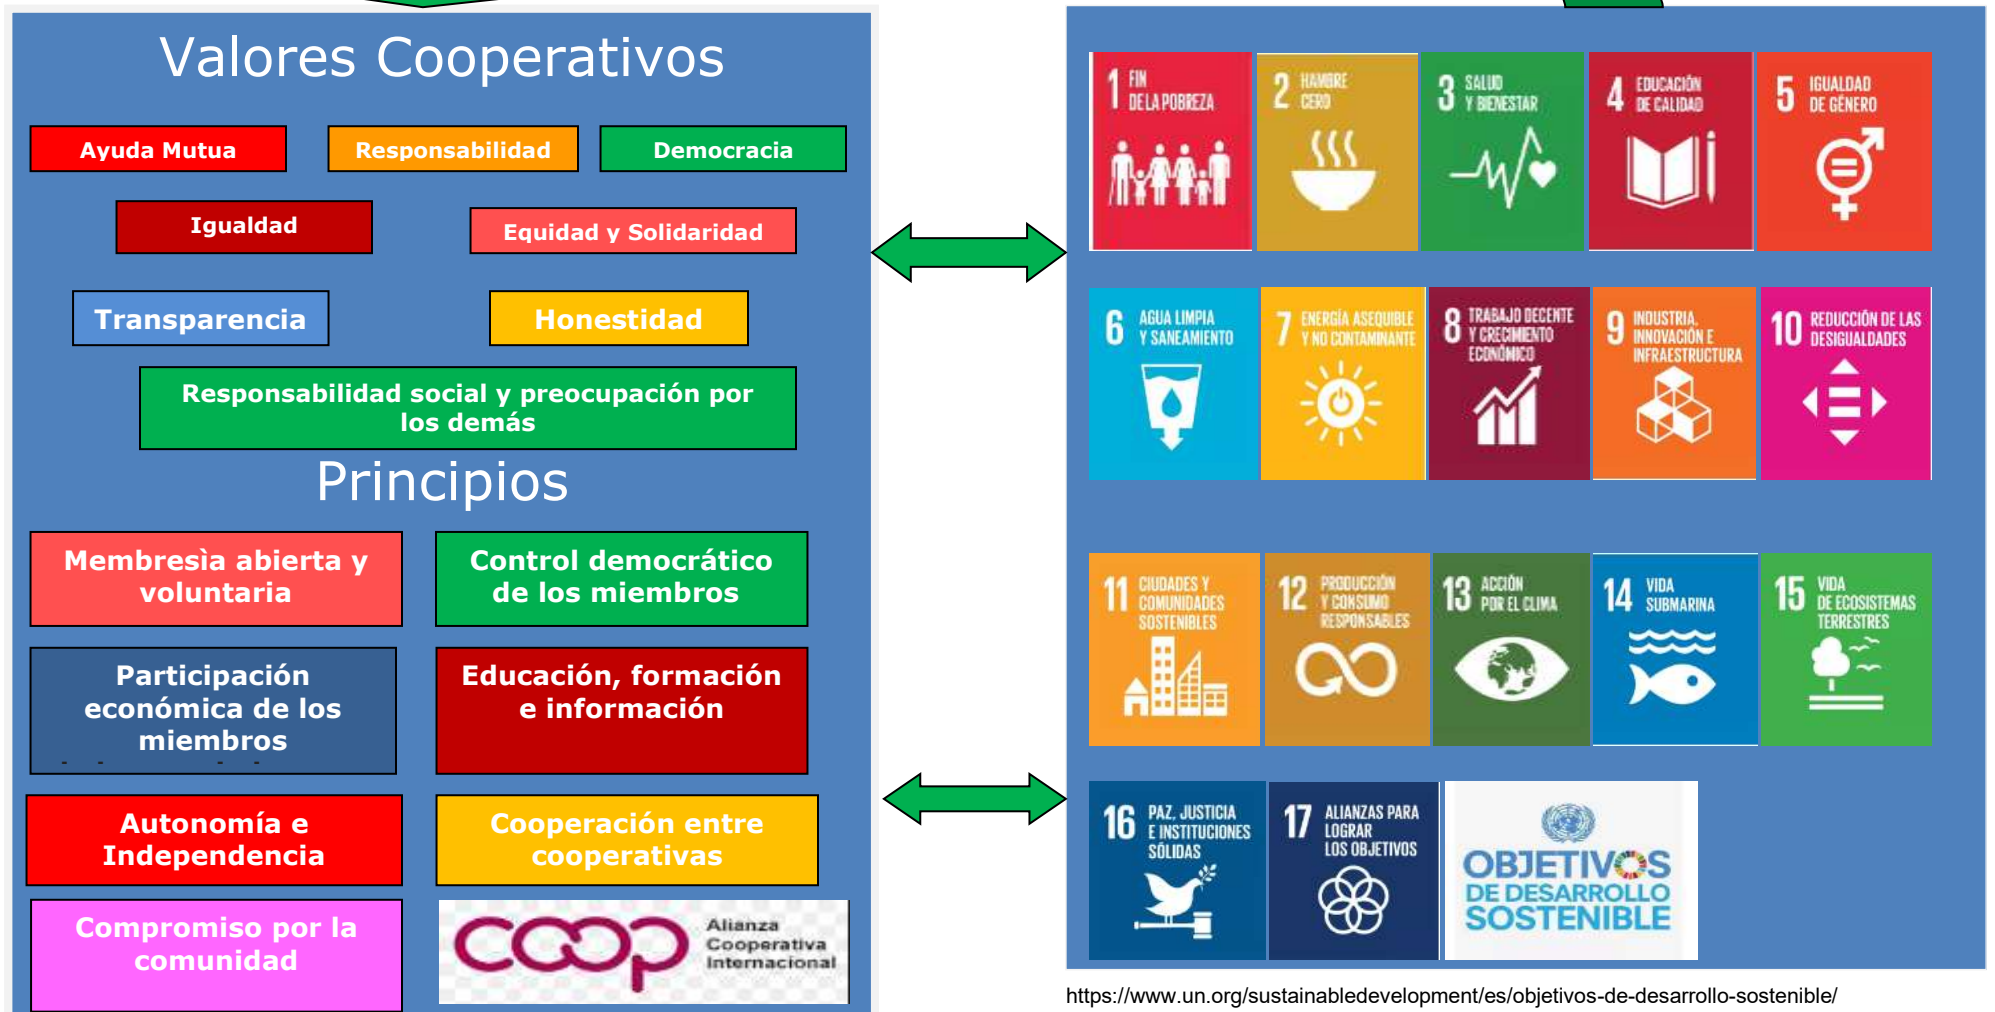 Valores Cooperativos
Ayuda Mutua
Responsabilidad
Democracia
Igualdad
Equidad y Solidaridad
Transparencia
Honestidad
Responsabilidad social y preocupación por
los demás
Principios
Membresìa abierta y
voluntaria
Control democrático
de los miembros
Participación
económica de los
miembros
Educación, formación
e información
Autonomía e
Independencia
Cooperación entre
cooperativas
Compromiso por la
comunidad
coop
Alianza
Cooperativa
Internacional
1 FIN
DE LA POBREZA
2 HAMBRE
CERO
3 SALUD
Y BIENESTAR
4 EDUCACIÓN
DE CALIDAD
5 IGUALDAD
DE GÉNERO
6 AGUA LIMPIA
Y SANEAMIENTO
7 ENERGÍA ASEQUIBLE
Y NO CONTAMINANTE
8 TRABAJO DECENTE
Y CRECIMIENTO
ECONÓMICO
9 INDUSTRIA,
INNOVACIÓN E
INFRAESTRUCTURA
10 REDUCCIÓN DE LAS
DESIGUALDADES
11 CIUDADES Y
COMUNIDADES
SOSTENIBLES
12 PRODUCCIÓN
Y CONSUMO
RESPONSABLES
13 ACCIÓN
POR EL CLIMA
14 VIDA
SUBMARINA
15 VIDA
DE ECOSISTEMAS
TERRESTRES
16 PAZ, JUSTICIA
E INSTITUCIONES
SÓLIDAS
17 ALIANZAS PARA
LOGRAR
LOS OBJETIVOS
OBJETIVOS
DE DESARROLLO
SOSTENIBLE
https://www.un.org/sustainabledevelopment/es/objetivos-de-desarrollo-sostenible/